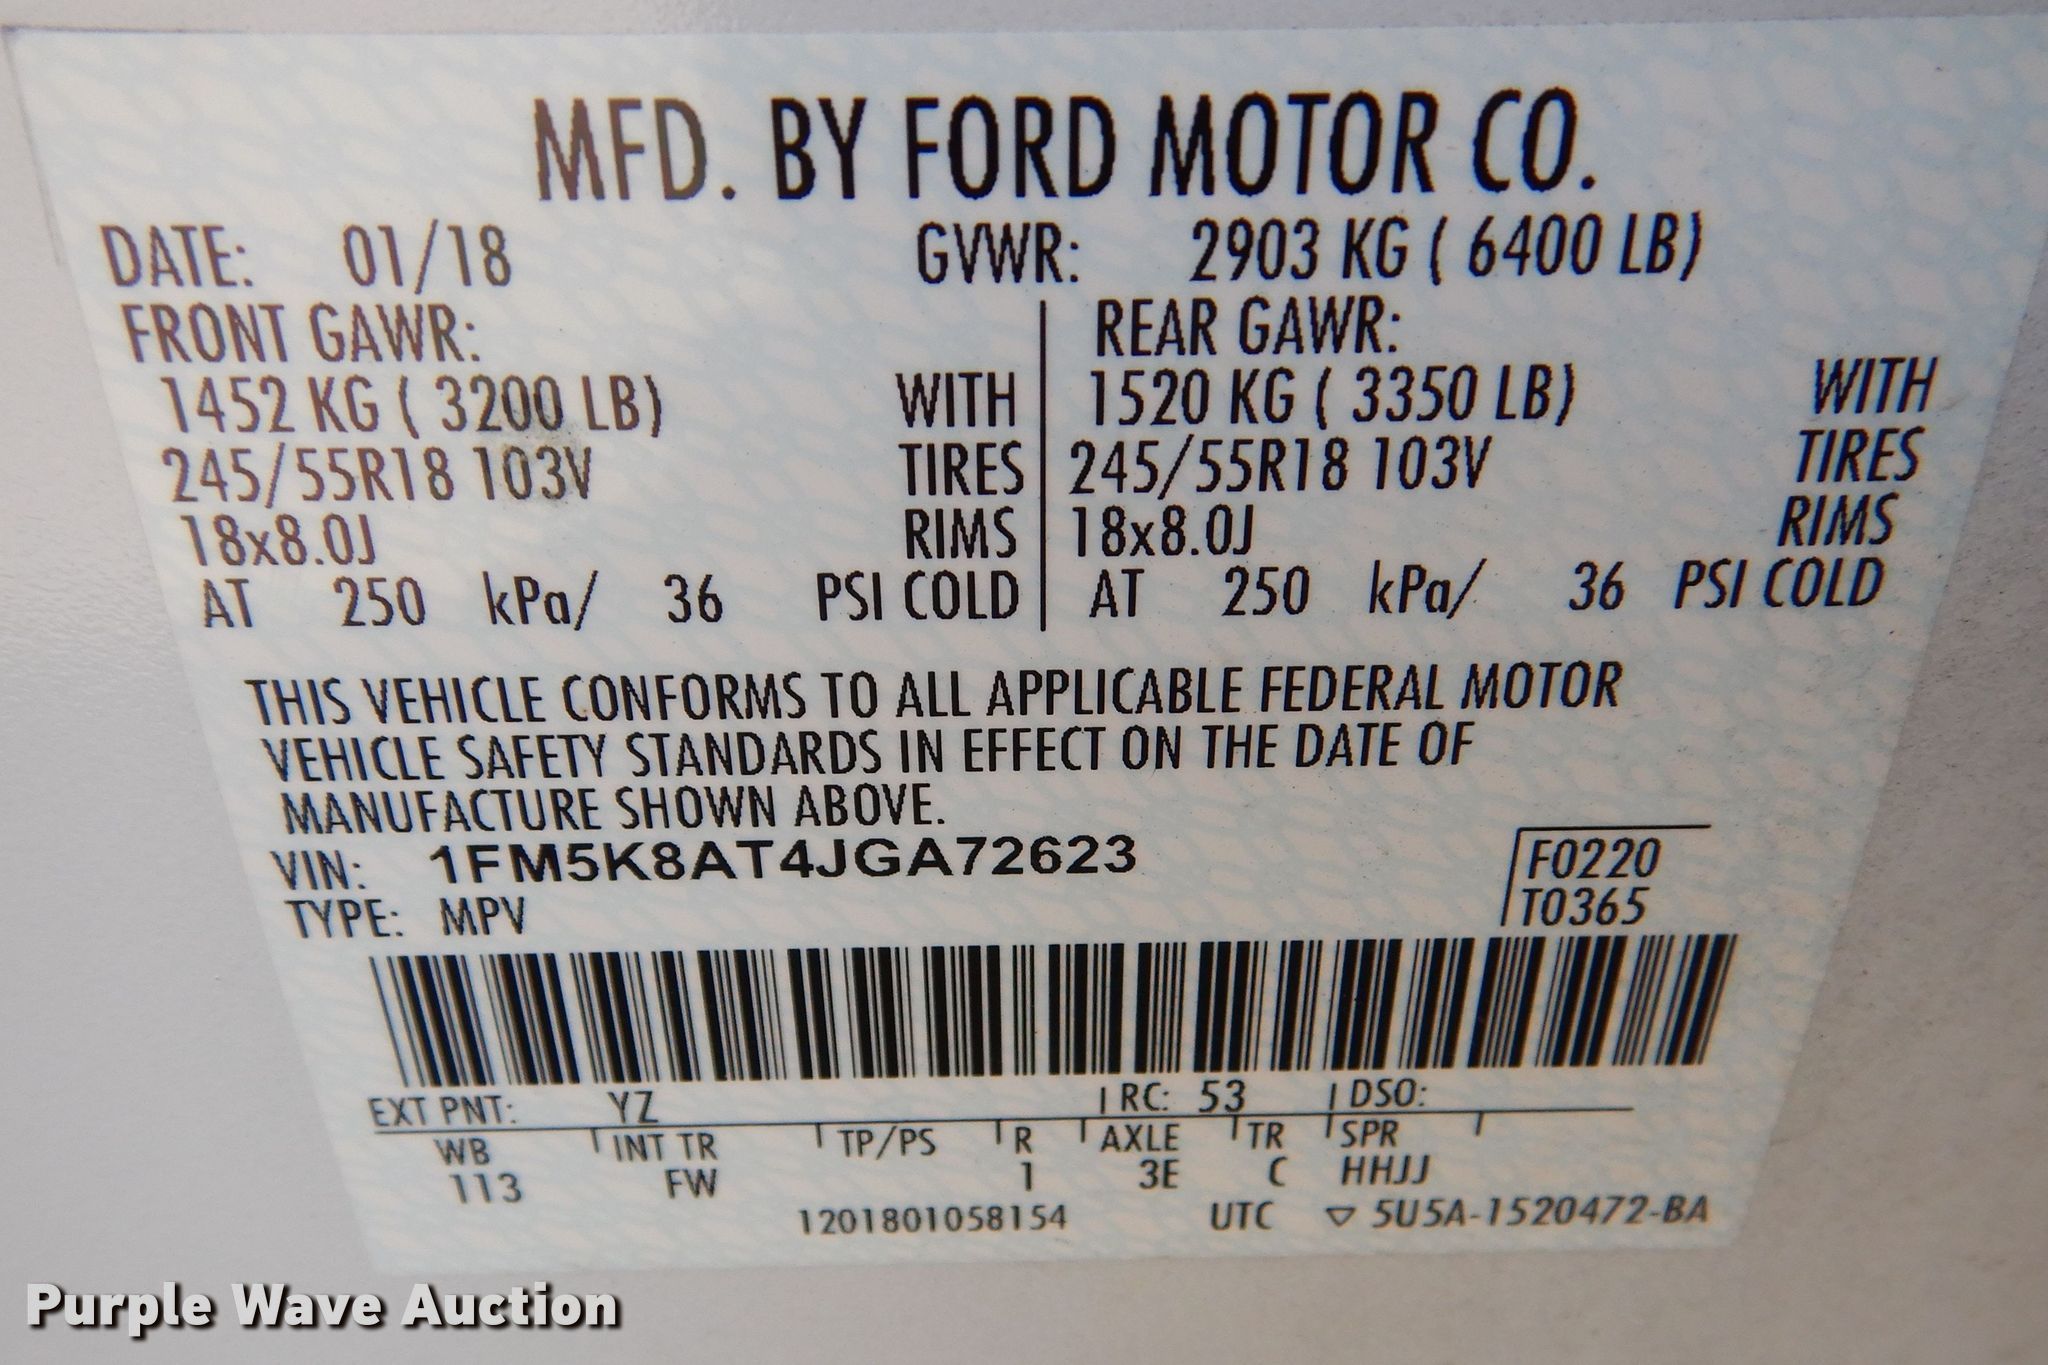 MFD. BY FORD MOTOR CO.
DATE: 01/18 GVWR: 2903 KG ( 6400 LB)
FRONT GAWR: REAR GAWR:
1452 KG ( 3200 LB) WITH 1520 KG ( 3350 LB) WITH
245/55R18 103V TIRES 245/55R18 103V TIRES
18x8.0J RIMS 18x8.0J RIMS
AT 250 kPa/ 36 PSI COLD AT 250 kPa/ 36 PSI COLD
THIS VEHICLE CONFORMS TO ALL APPLICABLE FEDERAL MOTOR
VEHICLE SAFETY STANDARDS IN EFFECT ON THE DATE OF
MANUFACTURE SHOWN ABOVE.
VIN: 1FM5K8AT4JGA72623 F0220
TYPE: MPV T0365
EXT PNT: YZ RC: 53 DSO:
WB INT TR TP/PS R AXLE TR SPR
113 FW 1 3E C HHJJ
1201801058154 UTC ▽ 5U5A-1520472-BA
Purple Wave Auction